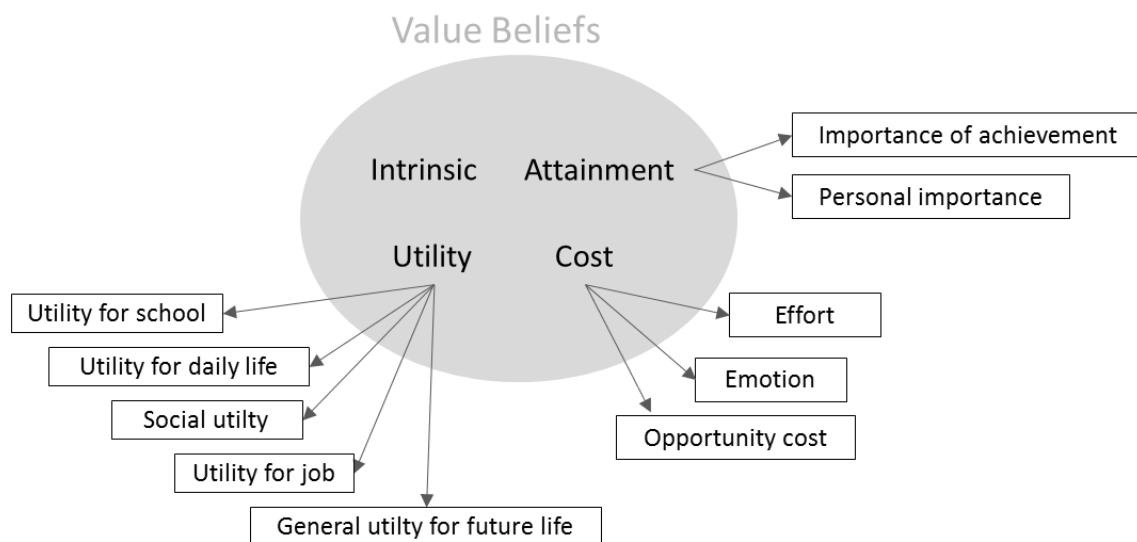 Value Beliefs
Intrinsic
Attainment
Importance of achievement
Personal importance
Utility
Cost
Utility for school
Utility for daily life
Social utilty
Utility for job
General utilty for future life
Effort
Emotion
Opportunity cost